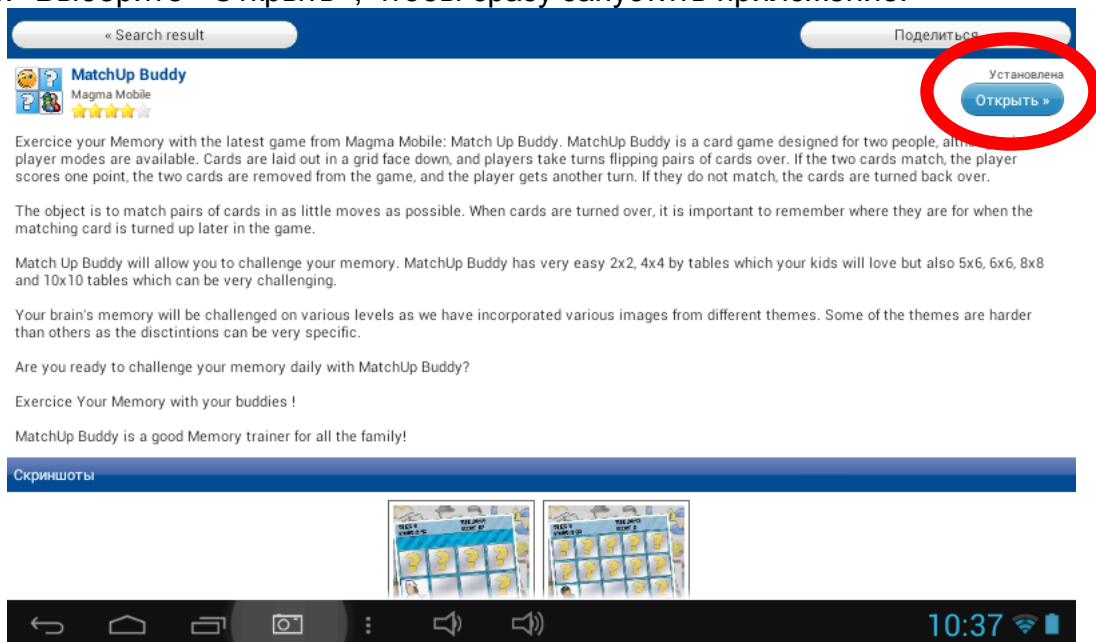 Выберите "Открыть", чтобы сразу запустить приложение.
« Search result
Поделиться
MatchUp Buddy
Magma Mobile
Установлена
Открыть »
Exercice your Memory with the latest game from Magma Mobile: Match Up Buddy. MatchUp Buddy is a card game designed for two people,
player modes are available. Cards are laid out in a grid face down, and players take turns flipping pairs of cards over. If the two cards match, the player
scores one point, the two cards are removed from the game, and the player gets another turn. If they do not match, the cards are turned back over.
The object is to match pairs of cards in as little moves as possible. When cards are turned over, it is important to remember where they are for when the
matching card is turned up later in the game.
Match Up Buddy will allow you to challenge your memory. MatchUp Buddy has very easy 2x2, 4x4 by tables which your kids will love but also 5x6, 6x6, 8x8
and 10x10 tables which can be very challenging.
Your brain's memory will be challenged on various levels as we have incorporated various images from different themes. Some of the themes are harder
than others as the disctintions can be very specific.
Are you ready to challenge your memory daily with MatchUp Buddy?
Exercice Your Memory with your buddies !
MatchUp Buddy is a good Memory trainer for all the family!
Скриншоты
10:37